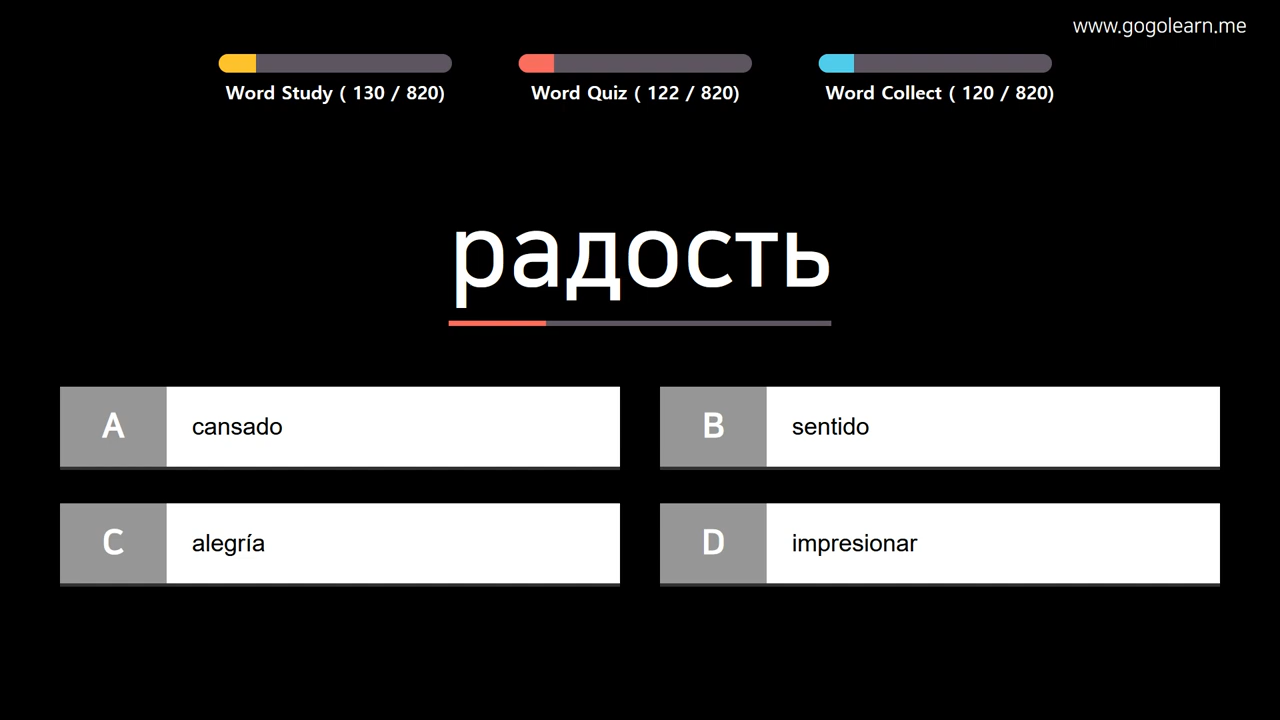 www.gogolearn.me
Word Study ( 130 / 820)
Word Quiz ( 122 / 820)
Word Collect ( 120 / 820)
радость
A cansado
B sentido
C alegría
D impresionar